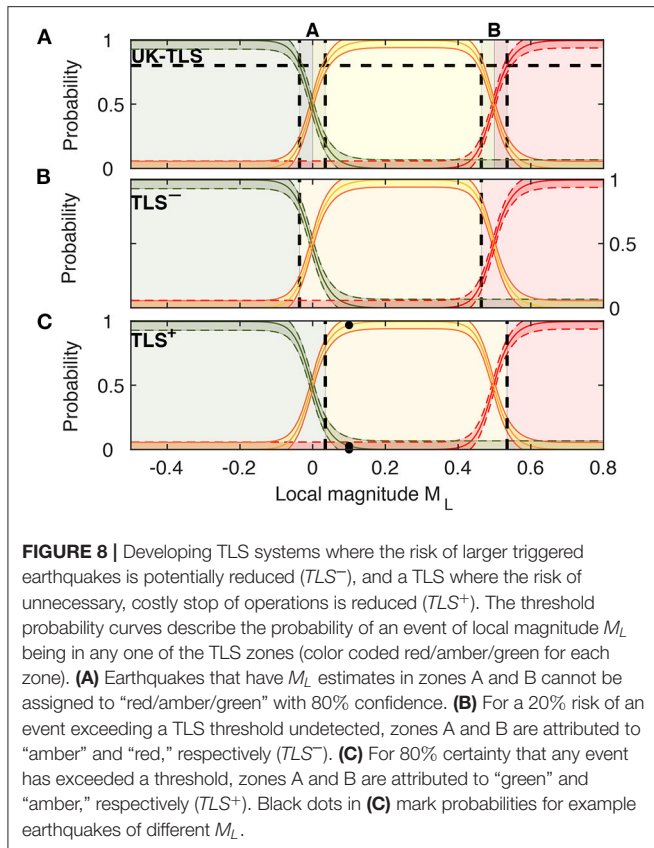 A B
A
UK-TLS
Probability
1
0.5
0
B
TLS⁻
Probability
1
0.5
0
C
TLS⁺
Probability
1
0.5
0
-0.4 -0.2 0 0.2 0.4 0.6 0.8
Local magnitude M_L
FIGURE 8 | Developing TLS systems where the risk of larger triggered
earthquakes is potentially reduced (TLS⁻), and a TLS where the risk of
unnecessary, costly stop of operations is reduced (TLS⁺). The threshold
probability curves describe the probability of an event of local magnitude M_L
being in any one of the TLS zones (color coded red/amber/green for each
zone). (A) Earthquakes that have M_L estimates in zones A and B cannot be
assigned to “red/amber/green” with 80% confidence. (B) For a 20% risk of an
event exceeding a TLS threshold undetected, zones A and B are attributed to
“amber” and “red,” respectively (TLS⁻). (C) For 80% certainty that any event
has exceeded a threshold, zones A and B are attributed to “green” and
“amber,” respectively (TLS⁺). Black dots in (C) mark probabilities for example
earthquakes of different M_L.